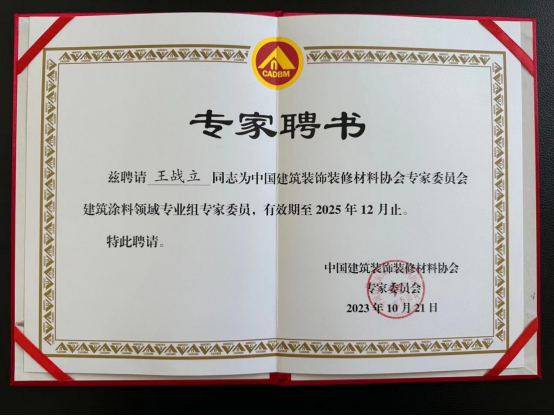 CADBM
专家聘书
兹聘请 王战立 同志为中国建筑装饰装修材料协会专家委员会
建筑涂料领域专业组专家委员，有效期至 2025 年 12 月止。
特此聘请。
中国建筑装饰装修材料协会
专家委员会
2023 年 10 月 21 日